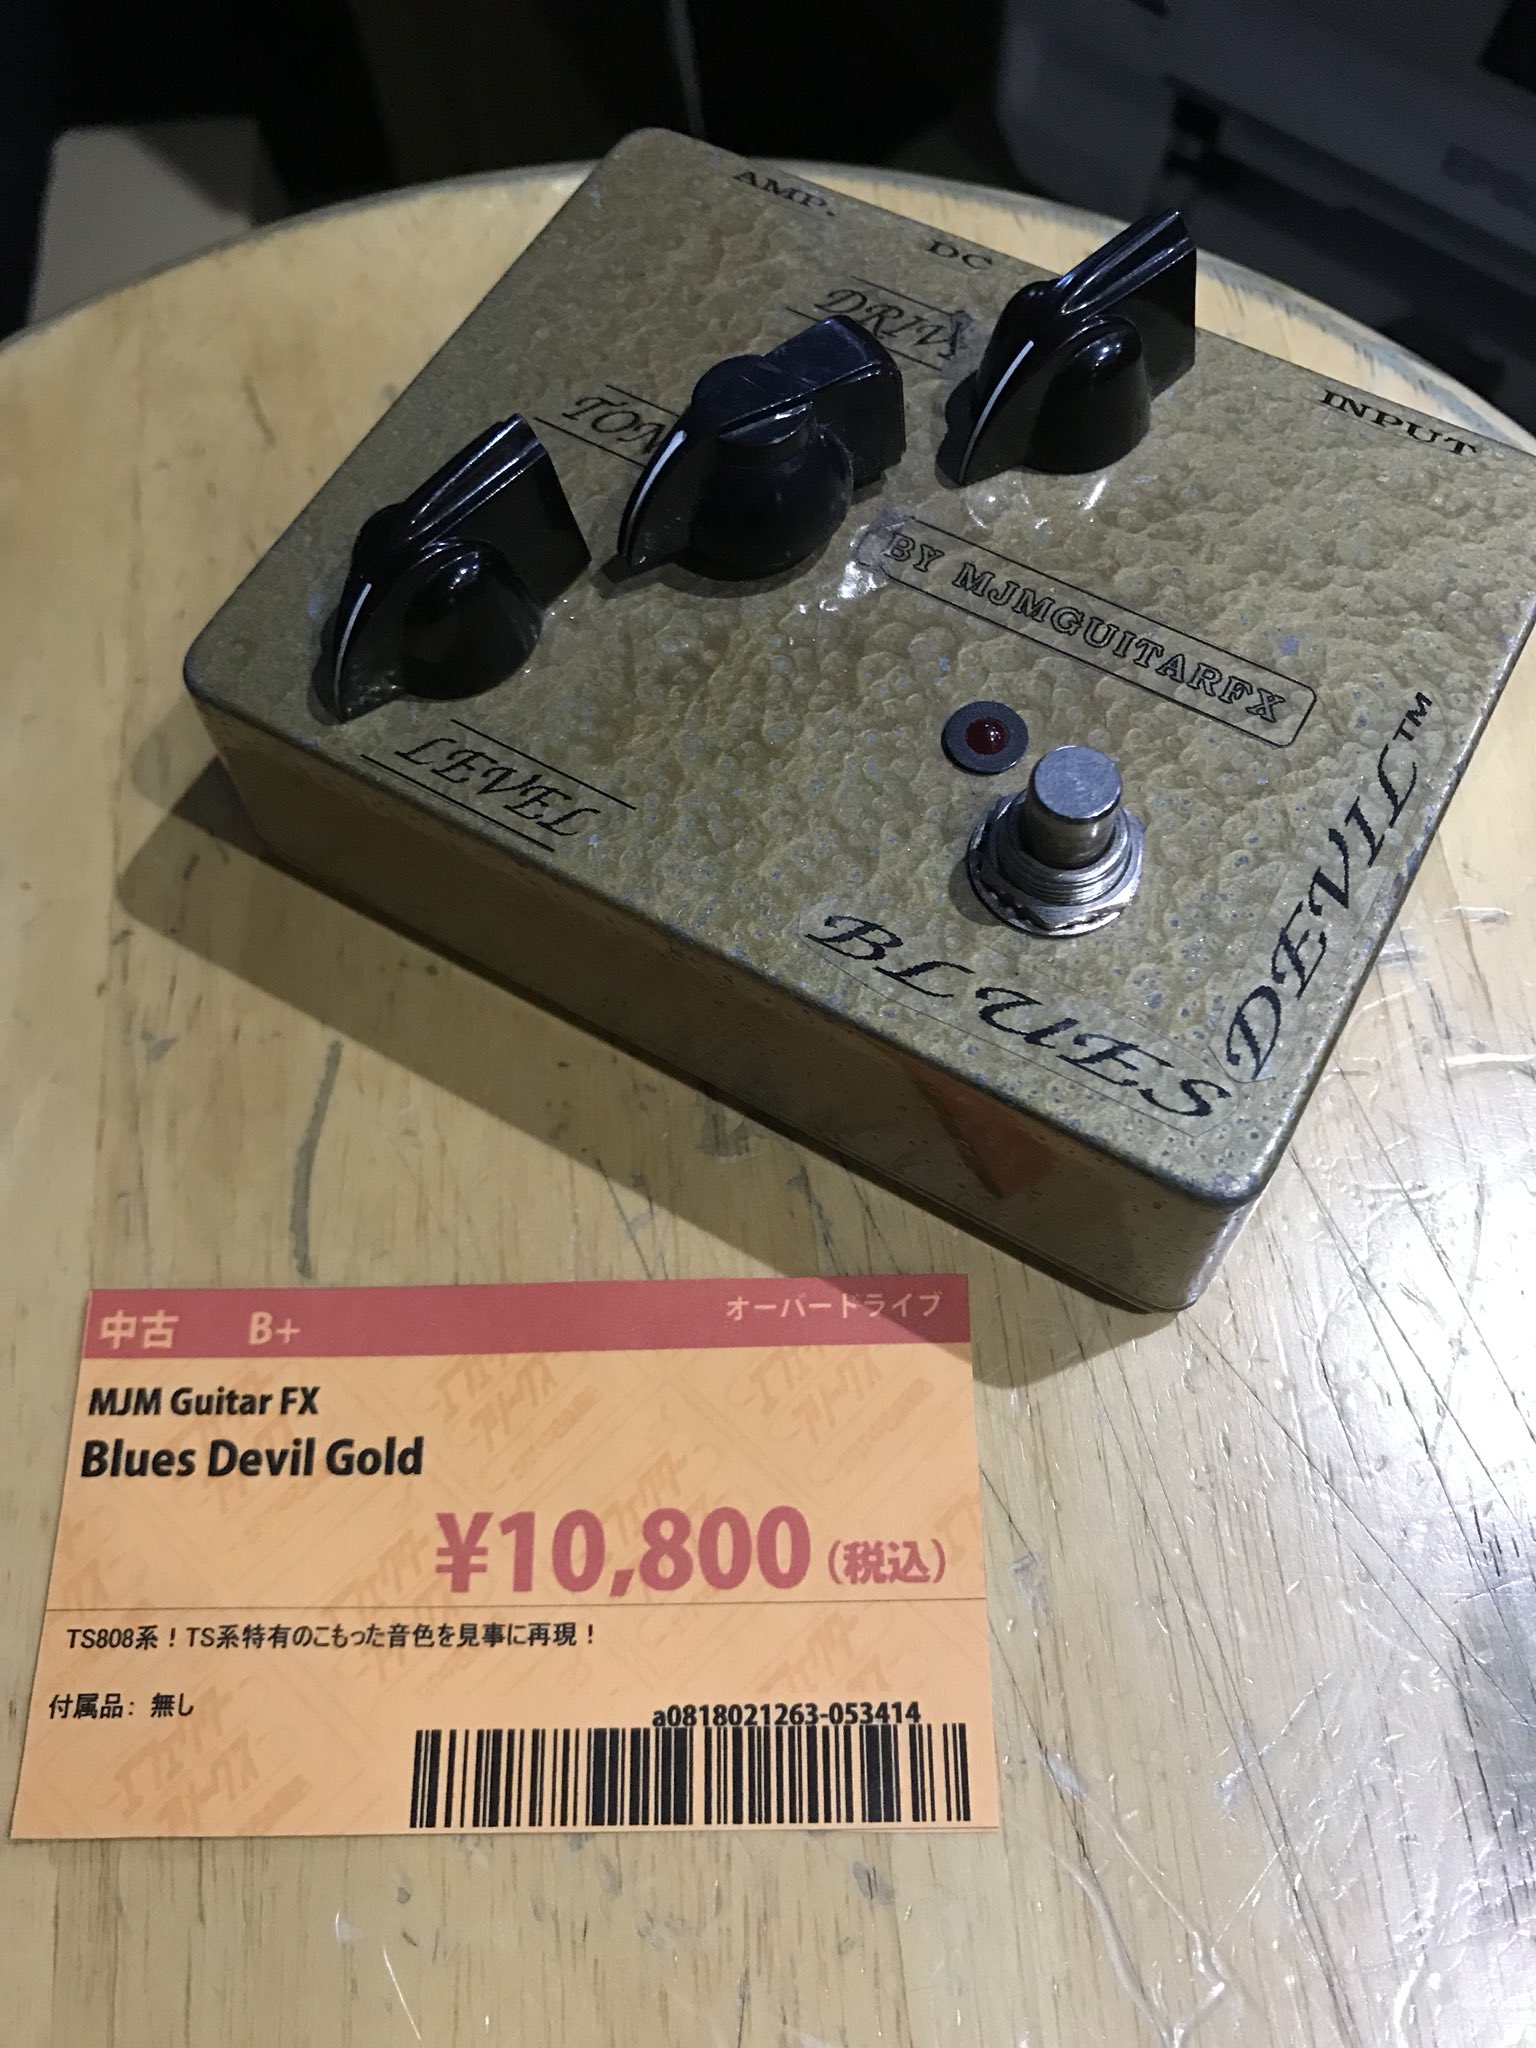 AMP.
DC
INPUT
DRIV
TON
LEVEL
BY MJMGUITARFX
BLUES
DEVIL™
中古 B+ オーバードライブ
MJM Guitar FX
Blues Devil Gold
¥10,800 (税込)
TS808系！TS系特有のこもった音色を見事に再現！
付属品: 無し
a0818021263-053414